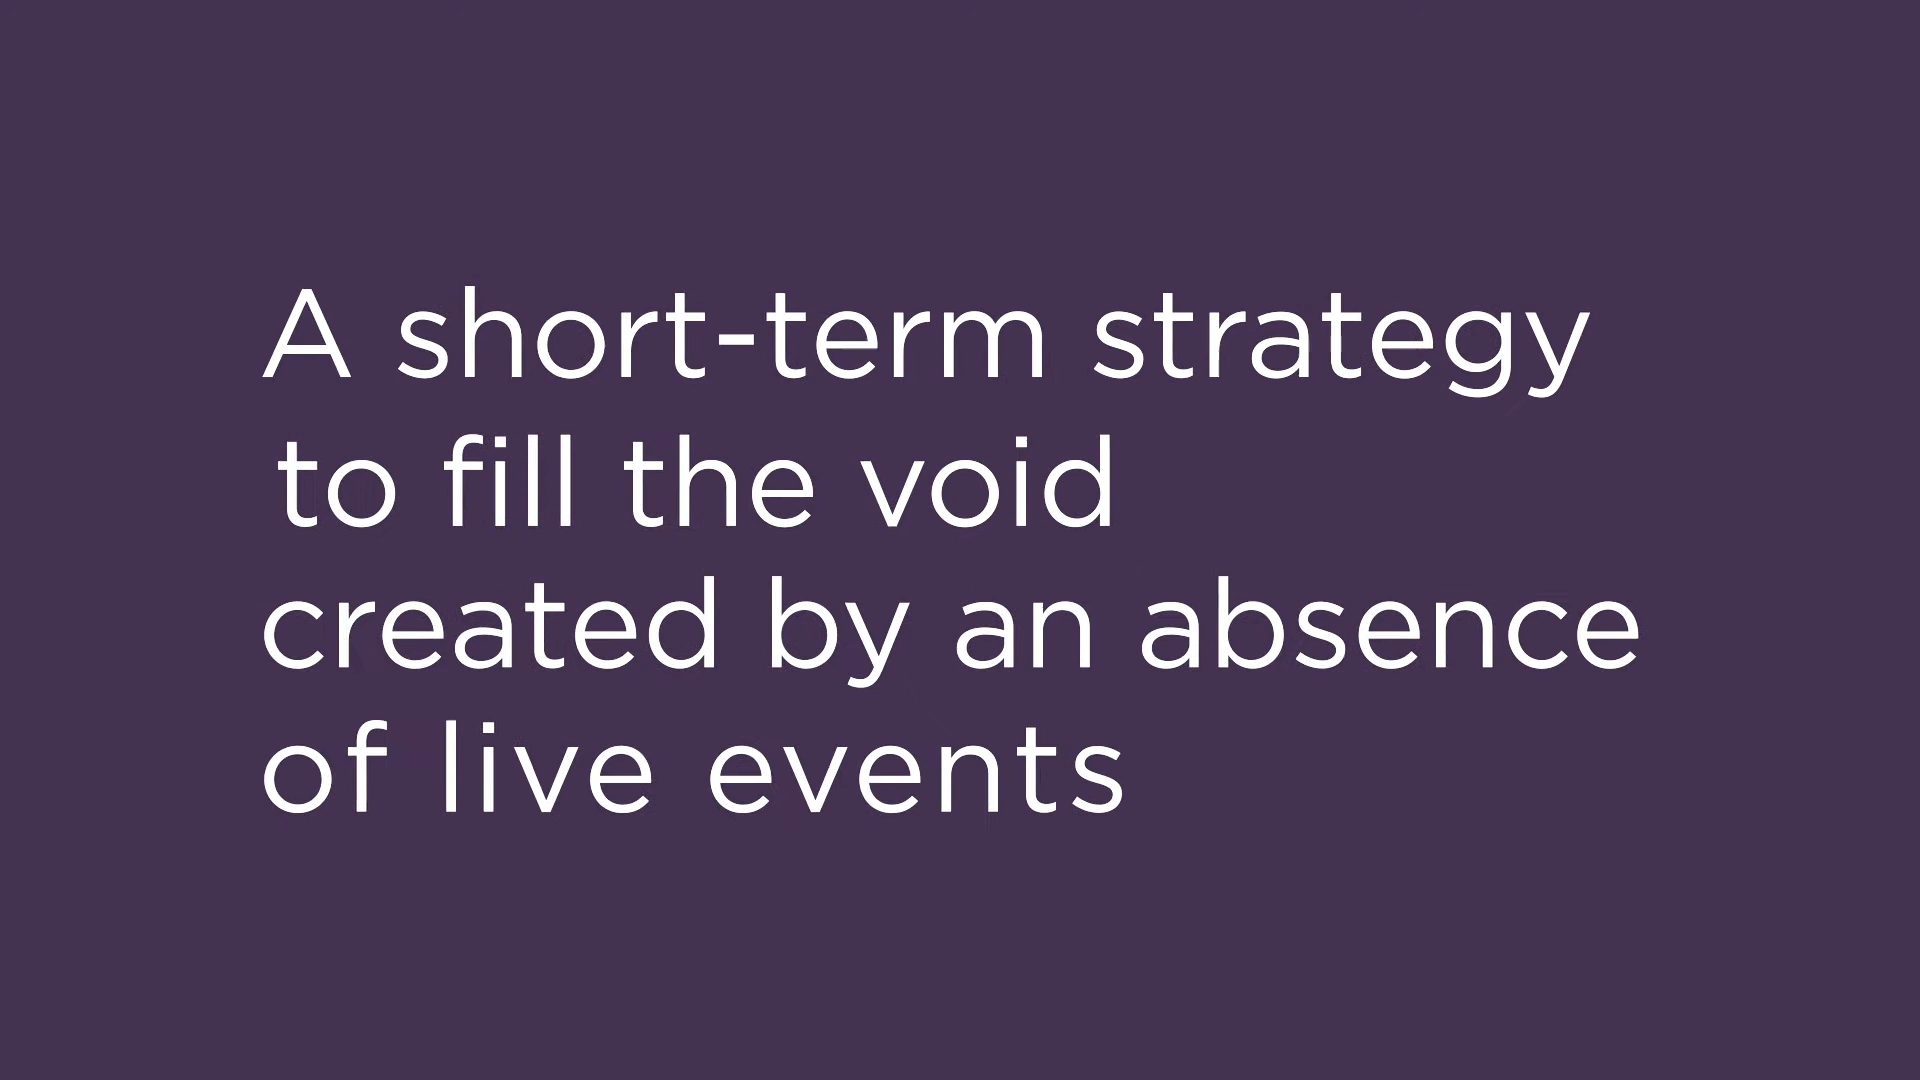 A short-term strategy
to fill the void
created by an absence
of live events